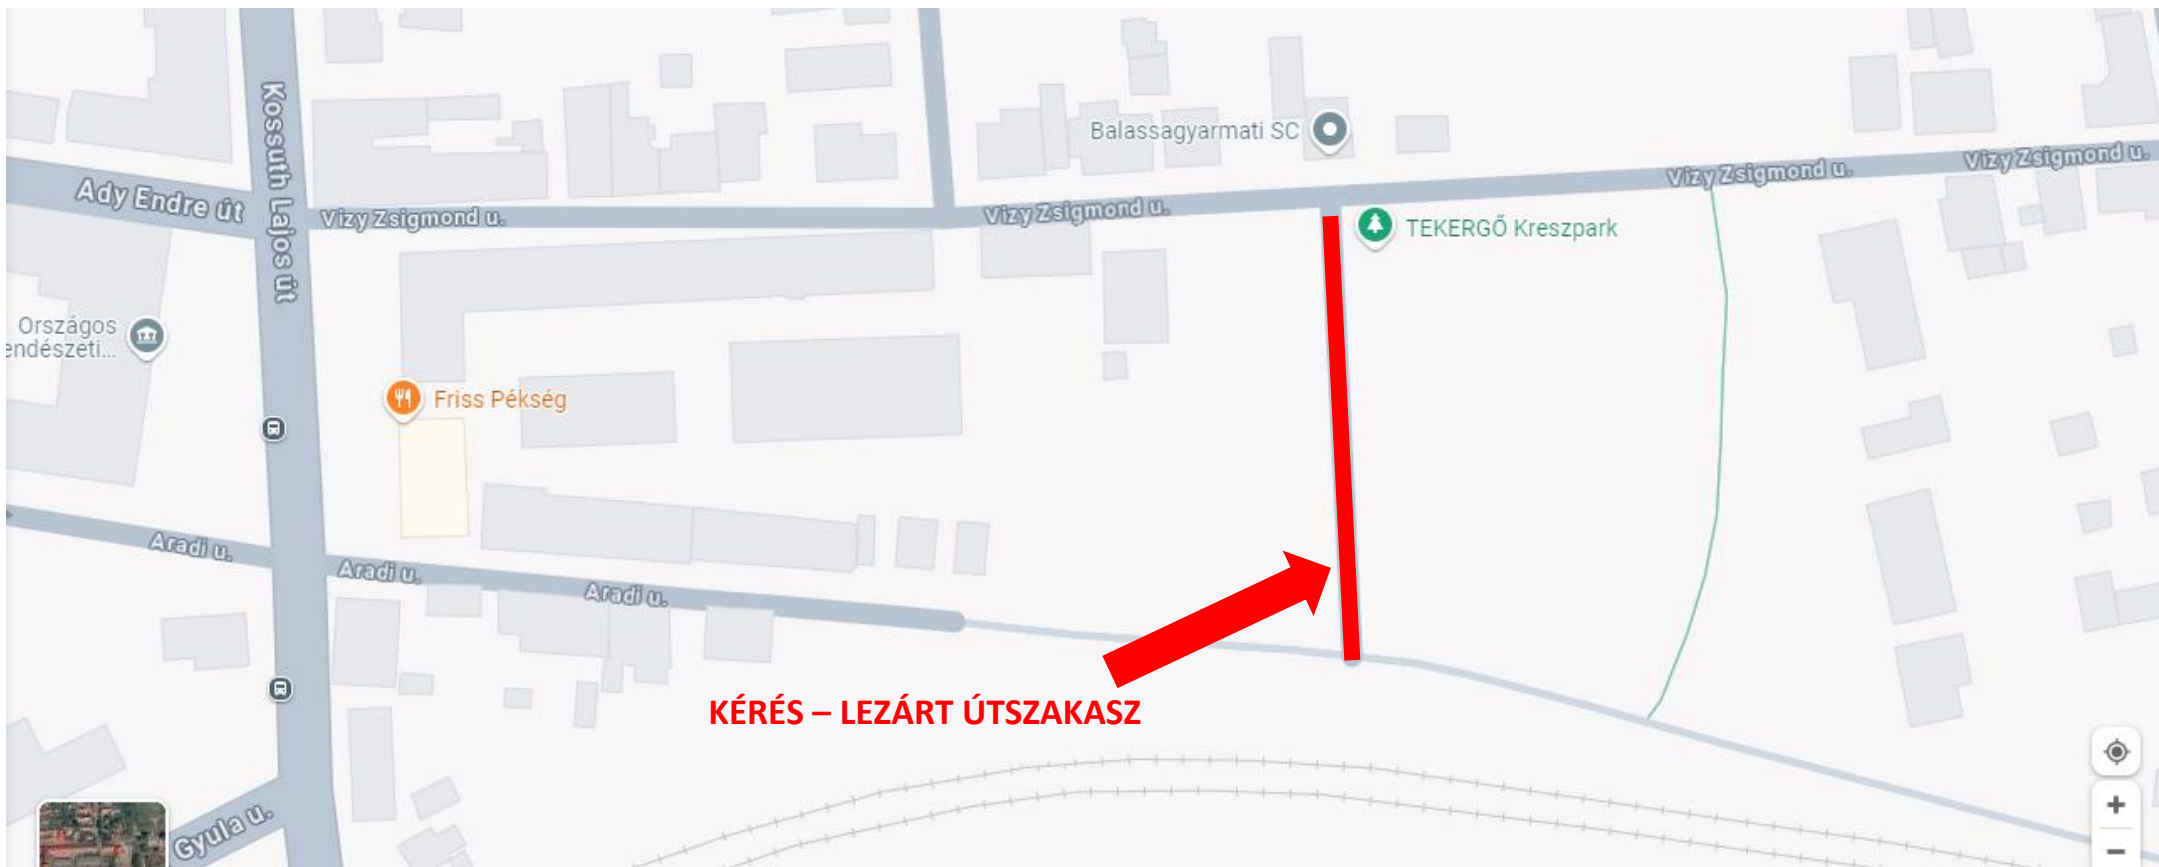 Kossuth Lajos út
Balassagyarmati SC
Vizy Zsigmond u.
Vizy Zsigmond u.
Ady Endre út
Vizy Zsigmond u.
Vizy Zsigmond u.
TEKERGŐ Kreszpark
Országos
endészeti...
Friss Pékség
Aradi u.
Aradi u.
Aradi u.
KÉRÉS – LEZÁRT ÚTSZAKASZ
Gyula u.